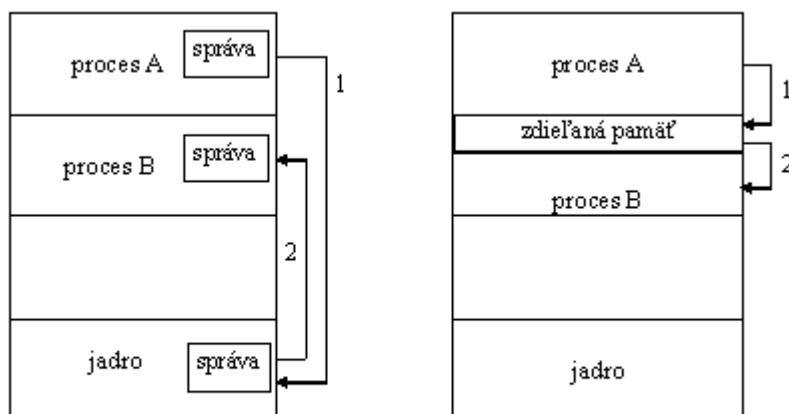 správa
proces A
1
správa
proces B
2
jadro
správa
proces A
1
zdieľaná pamäť
2
proces B
jadro